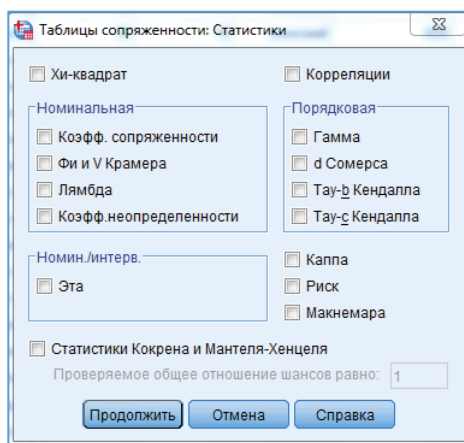 Таблицы сопряженности: Статистики
Хи-квадрат
Корреляции
Номинальная
Коэфф. сопряженности
Фи и V Крамера
Лямбда
Коэфф.неопределенности
Порядковая
Гамма
d Сомерса
Тау-b Кендалла
Тау-c Кендалла
Номин./интерв.
Эта
Каппа
Риск
Макнемара
Статистики Кокрена и Мантеля-Хенцеля
Проверяемое общее отношение шансов равно: 1
Продолжить Отмена Справка